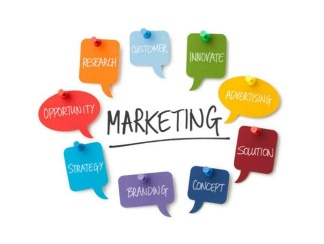 CUSTOMER
INNOVATE
RESEARCH
ADVERTISING
OPPORTUNITY
MARKETING
SOLUTION
STRATEGY
CONCEPT
BRANDING